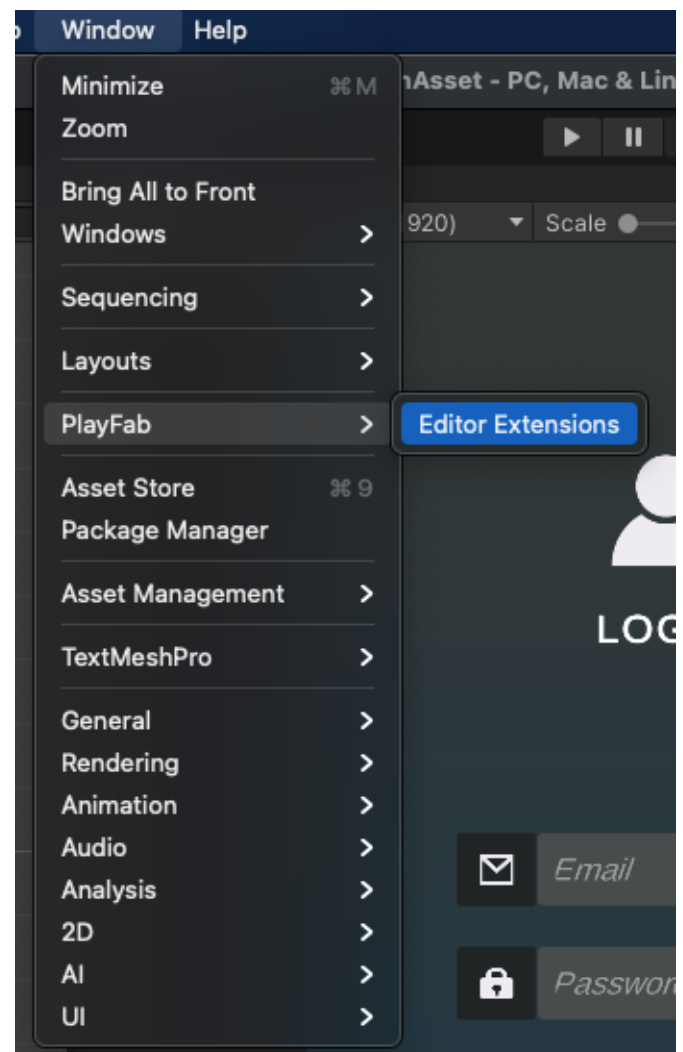 Window Help
Minimize ⌘ M
Asset - PC, Mac & Lin
Zoom
Bring All to Front
Windows
920)
Scale
Sequencing
Layouts
PlayFab
Editor Extensions
Asset Store ⌘ 9
Package Manager
Asset Management
TextMeshPro
LOG
General
Rendering
Animation
Audio
Email
Analysis
2D
AI
Passwor
UI